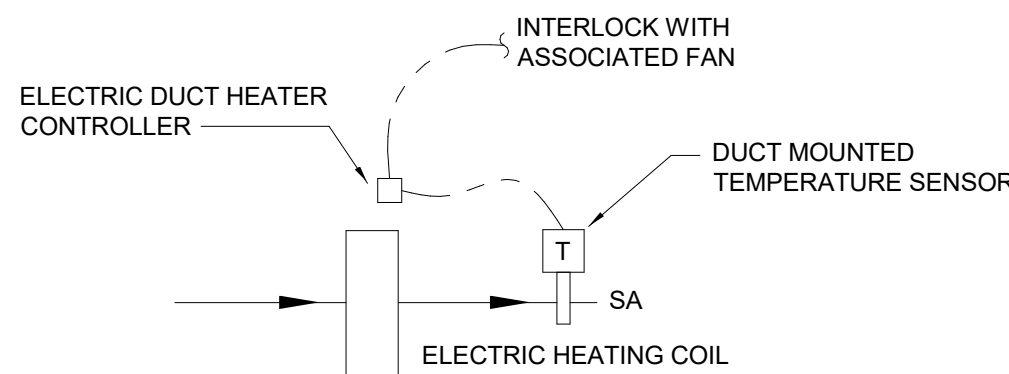 INTERLOCK WITH
ASSOCIATED FAN
ELECTRIC DUCT HEATER
CONTROLLER
DUCT MOUNTED
TEMPERATURE SENSOR
T
SA
ELECTRIC HEATING COIL